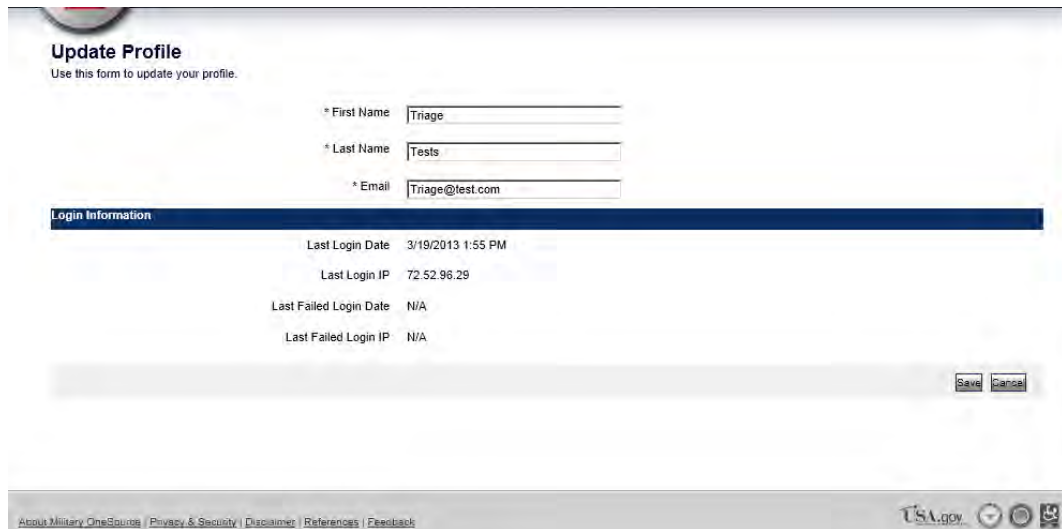 Update Profile
Use this form to update your profile.
* First Name Triage
* Last Name Tests
* Email Triage@test.com
Login Information
Last Login Date 3/19/2013 1:55 PM
Last Login IP 72.52.96.29
Last Failed Login Date N/A
Last Failed Login IP N/A
Save Cancel
About Military OneSource | Privacy & Security | Disclaimer | References | Feedback
USA.gov